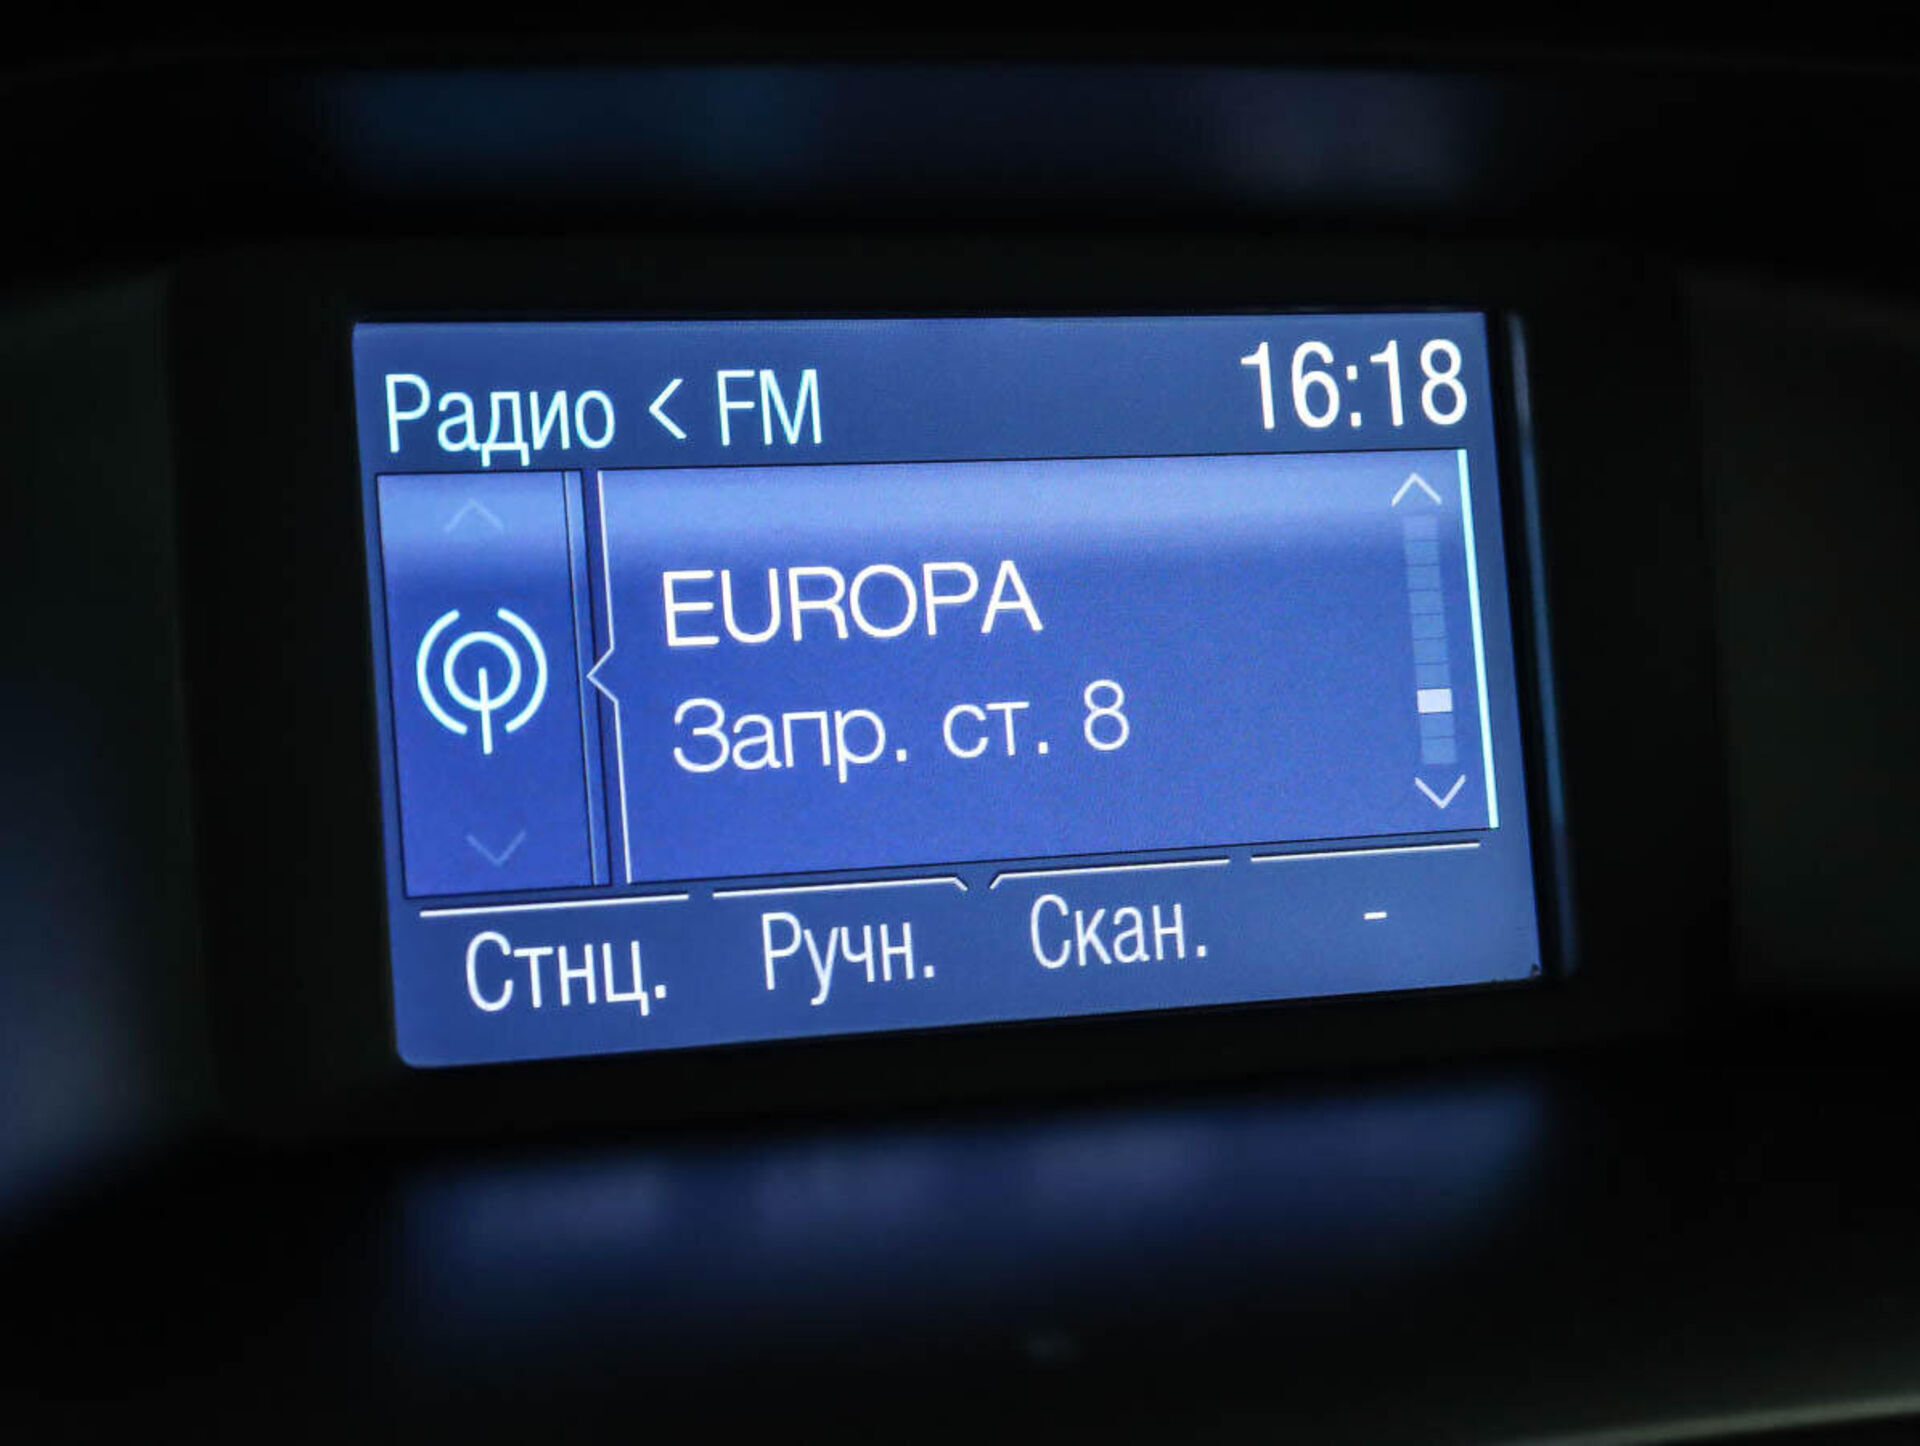 Радио < FM 16:18
EUROPA
Запр. ст. 8
Стнц. Ручн. Скан. -